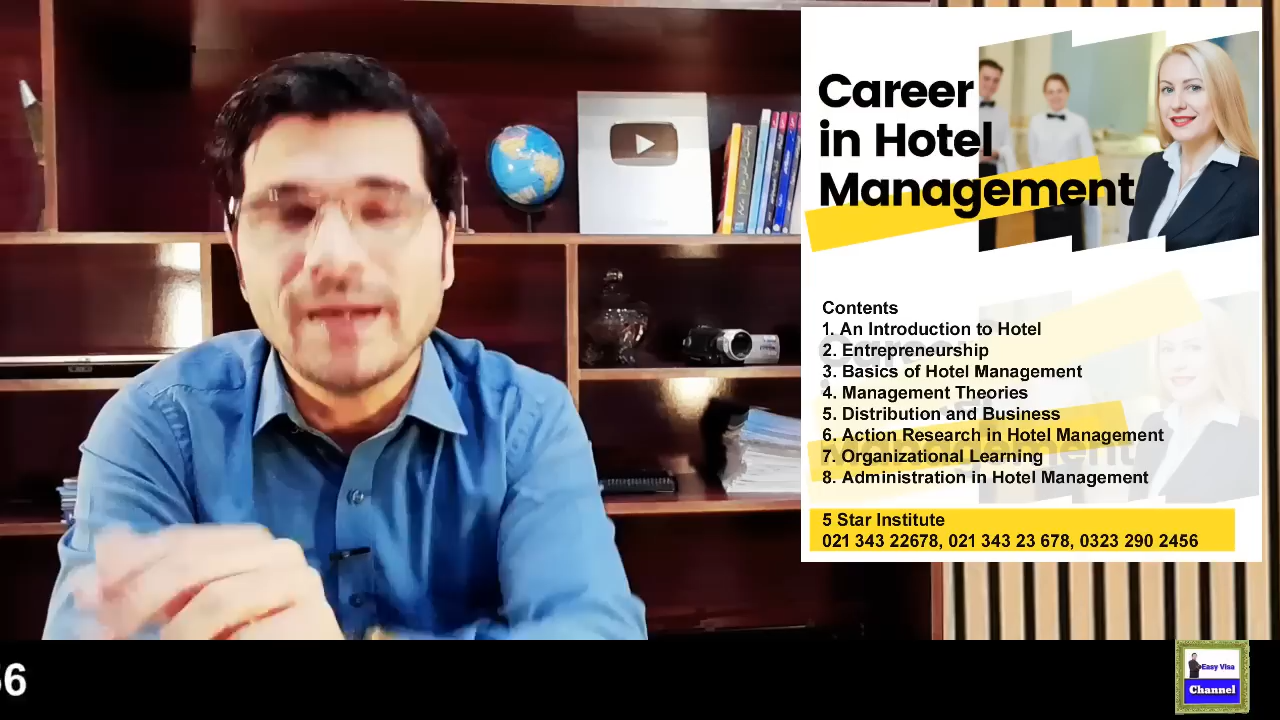 Career
in Hotel
Management
Contents
1. An Introduction to Hotel
2. Entrepreneurship
3. Basics of Hotel Management
4. Management Theories
5. Distribution and Business
6. Action Research in Hotel Management
7. Organizational Learning
8. Administration in Hotel Management
5 Star Institute
021 343 22678, 021 343 23 678, 0323 290 2456
6
Easy Visa
Channel